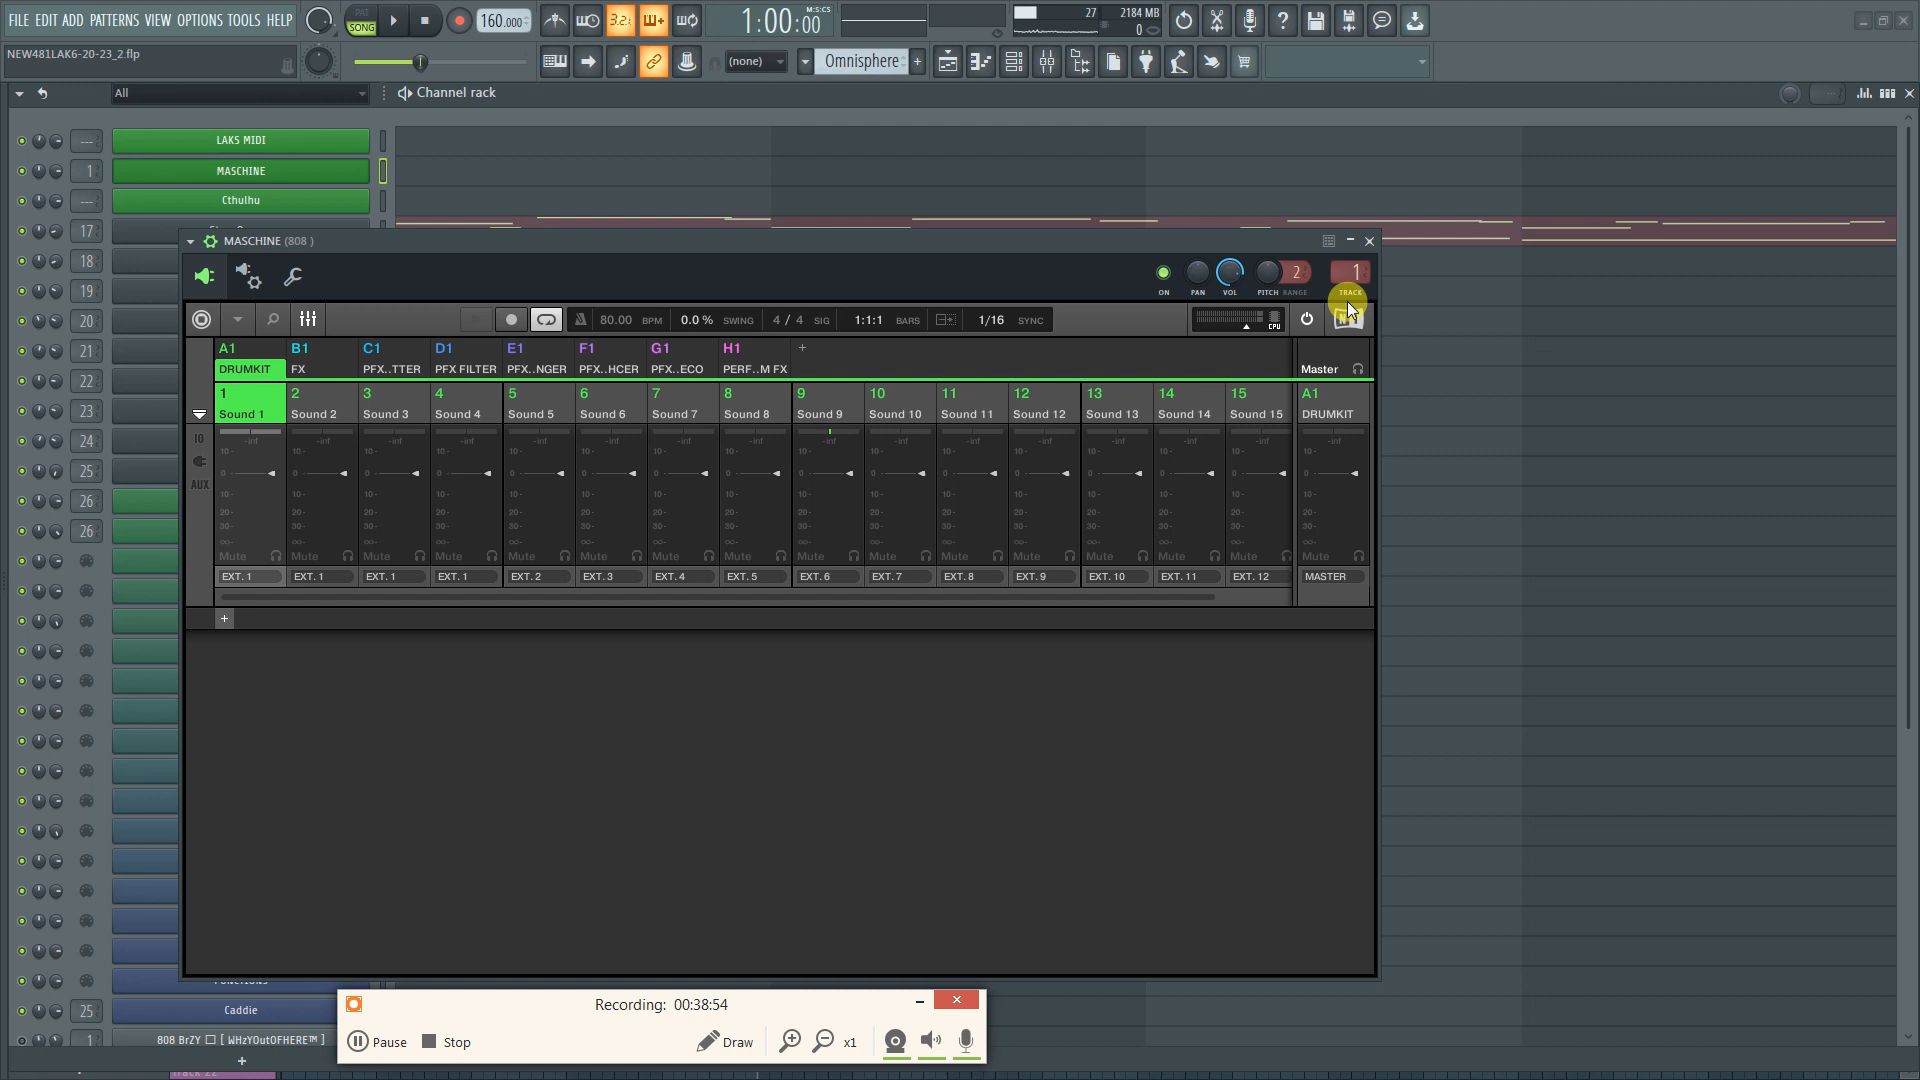 FILE EDIT ADD PATTERNS VIEW OPTIONS TOOLS HELP
PAT
SONG
160.000
3.2.
1:00:00
M:S:CS
27
2184 MB
0
NEW481LAK6-20-23_2.flp
(none)
Omnisphere
All
Channel rack
--- LAKS MIDI
1 MASCHINE
--- Cthulhu
17
18
19
20
21
22
23
24
25
26
26
MASCHINE (808 )
ON
PAN
VOL
PITCH
2
RANGE
1
TRACK
80.00 BPM
0.0 % SWING
4 / 4 SIG
1:1:1 BARS
1/16 SYNC
CPU
A1 B1 C1 D1 E1 F1 G1 H1 +
DRUMKIT FX PFX..TTER PFX FILTER PFX..NGER PFX..HCER PFX..ECO PERF..M FX Master
1 2 3 4 5 6 7 8 9 10 11 12 13 14 15 A1
Sound 1 Sound 2 Sound 3 Sound 4 Sound 5 Sound 6 Sound 7 Sound 8 Sound 9 Sound 10 Sound 11 Sound 12 Sound 13 Sound 14 Sound 15 DRUMKIT
IO
AUX
-inf -inf -inf -inf -inf -inf -inf -inf -inf -inf -inf -inf -inf -inf -inf -inf
10- 10- 10- 10- 10- 10- 10- 10- 10- 10- 10- 10- 10- 10- 10- 10-
0 0 0 0 0 0 0 0 0 0 0 0 0 0 0 0
10- 10- 10- 10- 10- 10- 10- 10- 10- 10- 10- 10- 10- 10- 10- 10-
20- 20- 20- 20- 20- 20- 20- 20- 20- 20- 20- 20- 20- 20- 20- 20-
30- 30- 30- 30- 30- 30- 30- 30- 30- 30- 30- 30- 30- 30- 30- 30-
∞- ∞- ∞- ∞- ∞- ∞- ∞- ∞- ∞- ∞- ∞- ∞- ∞- ∞- ∞- ∞-
Mute Mute Mute Mute Mute Mute Mute Mute Mute Mute Mute Mute Mute Mute Mute Mute
EXT. 1 EXT. 1 EXT. 1 EXT. 1 EXT. 2 EXT. 3 EXT. 4 EXT. 5 EXT. 6 EXT. 7 EXT. 8 EXT. 9 EXT. 10 EXT. 11 EXT. 12 MASTER
+
25 Caddie
1 808 BrZY □ [ WHzYOutOFHERE™ ]
+
Track 22
Recording: 00:38:54
Pause
Stop
Draw
x1